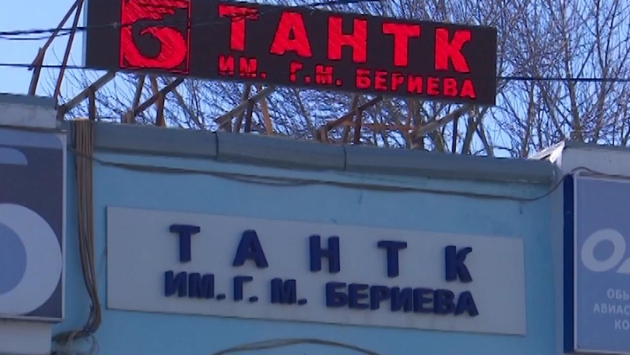 Б ТАНТК
ИМ. Г.М. БЕРИЕВА
ТАНТК
ИМ. Г. М. БЕРИЕВА